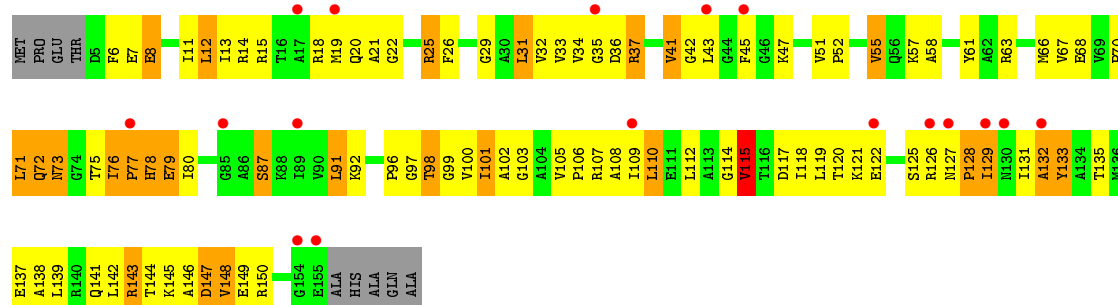 MET PRO GLU THR D5 F6 E7 E8 I11 L12 I13 R14 R15 T16 A17 R18 M19 Q20 A21 G22 R25 F26 G29 A30 L31 V32 V33 V34 G35 D36 R37 V41 G42 L43 G44 F45 G46 K47 V51 P52 V55 Q56 K57 A58 Y61 A62 R63 M66 V67 E68 V69 P70
L71 Q72 N73 G74 T75 I76 P77 H78 E79 I80 G85 A86 S87 K88 I89 V90 L91 K92 P96 G97 T98 G99 V100 I101 A102 G103 A104 V105 P106 R107 A108 I109 L110 E111 L112 A113 G114 V115 T116 D117 I118 L119 T120 K121 E122 S125 R126 N127 P128 I129 N130 I131 A132 Y133 A134 T135 M136
E137 A138 L139 R140 Q141 L142 R143 T144 K145 A146 D147 V148 E149 R150 G154 E155 ALA HIS ALA GLN ALA